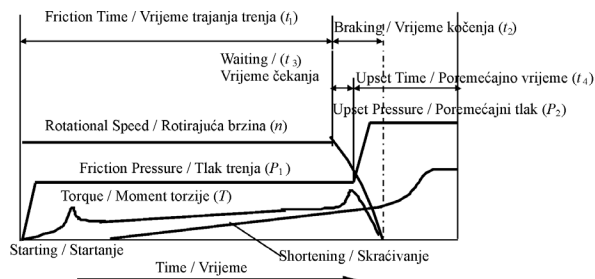 Friction Time / Vrijeme trajanja trenja (t1)
Braking / Vrijeme kočenja (t2)
Waiting / (t3)
Vrijeme čekanja
Upset Time / Poremećajno vrijeme (t4)
Upset Pressure / Poremećajni tlak (P2)
Rotational Speed / Rotirajuća brzina (n)
Friction Pressure / Tlak trenja (P1)
Torque / Moment torzije (T)
Starting / Startanje
Shortening / Skraćivanje
Time / Vrijeme